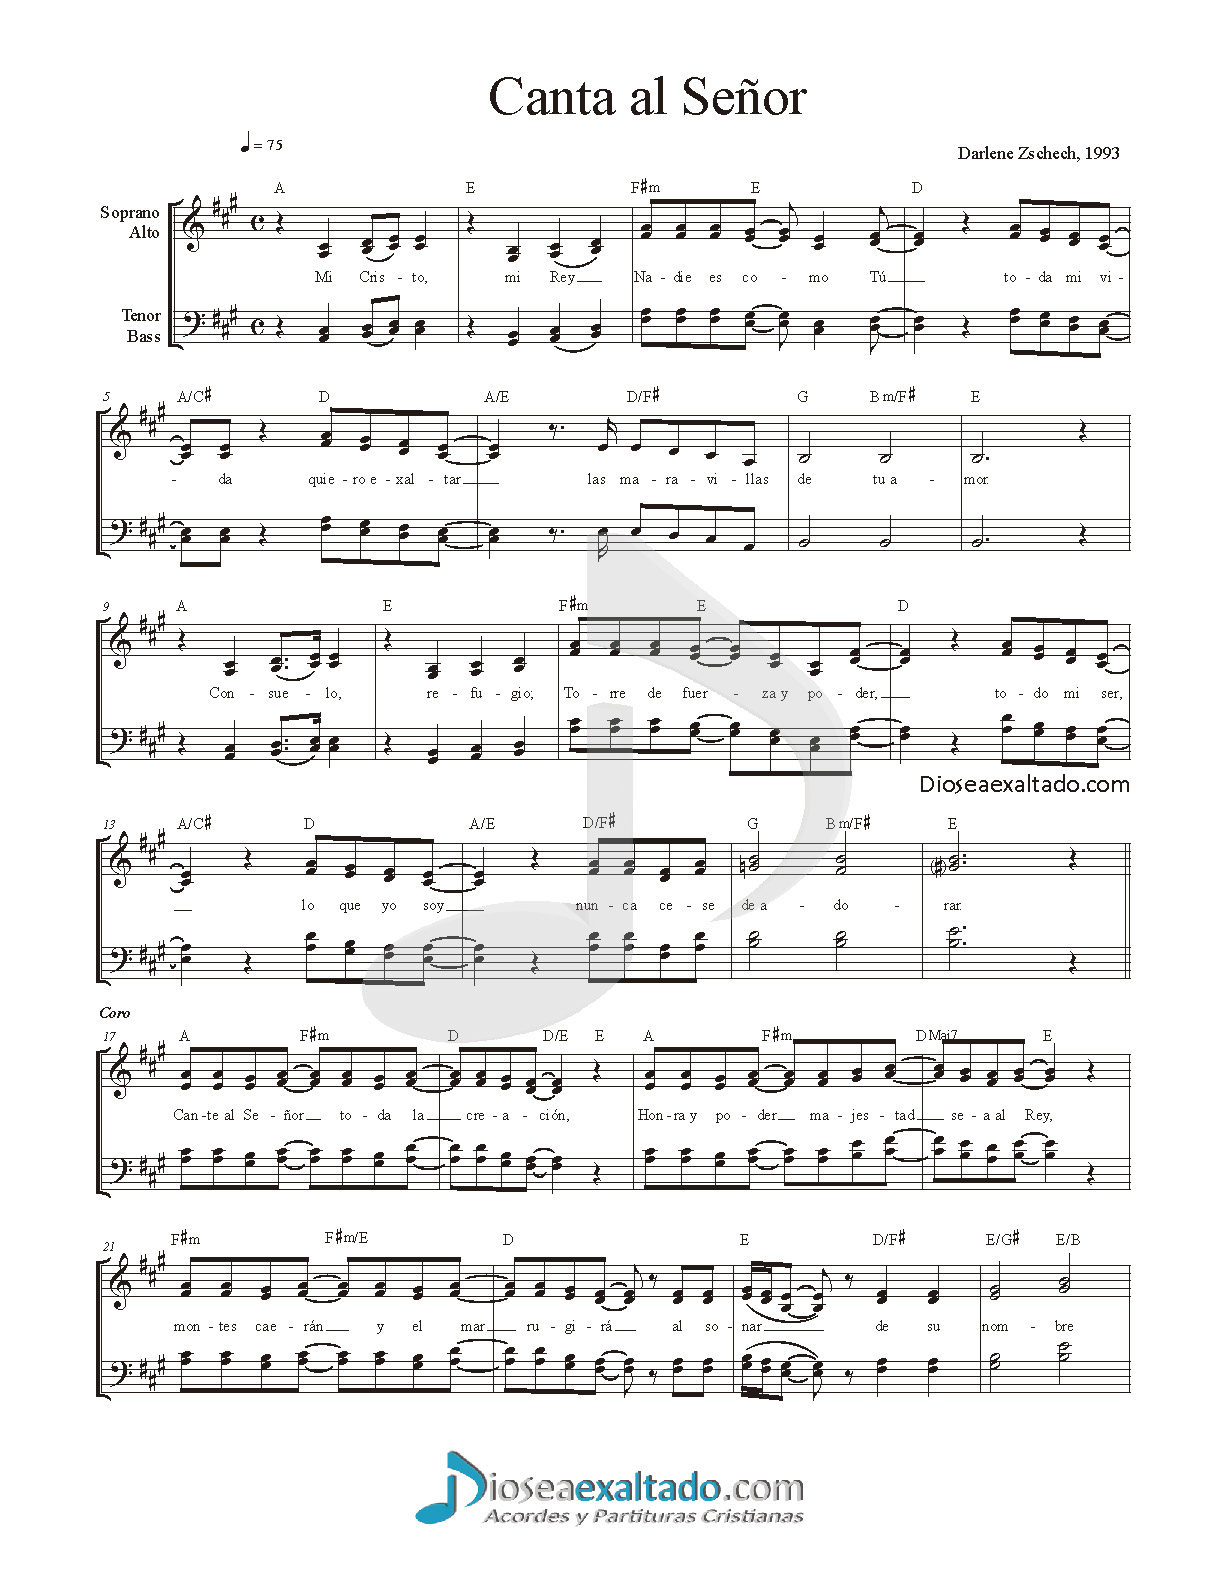 Canta al Señor
= 75
Darlene Zschech, 1993
A E F#m E D
Soprano
Alto
Mi Cris - to, mi Rey Na - die es co - mo Tú to - da mi vi -
Tenor
Bass
5 A/C# D A/E D/F# G Bm/F# E
- da quie - ro e - xal - tar las ma - ra - vi - llas de tu a - mor.
9 A E F#m E D
Con - sue - lo, re - fu - gio; To - rre de fuer - za y po - der, to - do mi ser,
Dioseaexaltado.com
13 A/C# D A/E D/F# G Bm/F# E
lo que yo soy nun - ca ce - se de a - do - rar.
Coro
17 A F#m D D/E E A F#m DMaj7 E
Can - te al Se - ñor to - da la cre - a - ción, Hon - ra y po - der ma - jes - tad se - a al Rey,
21 F#m F#m/E D E D/F# E/G# E/B
mon - tes cae - rán y el mar ru - gi - rá al so - nar de su nom - bre
Dioseaexaltado.com
Acordes y Partituras Cristianas